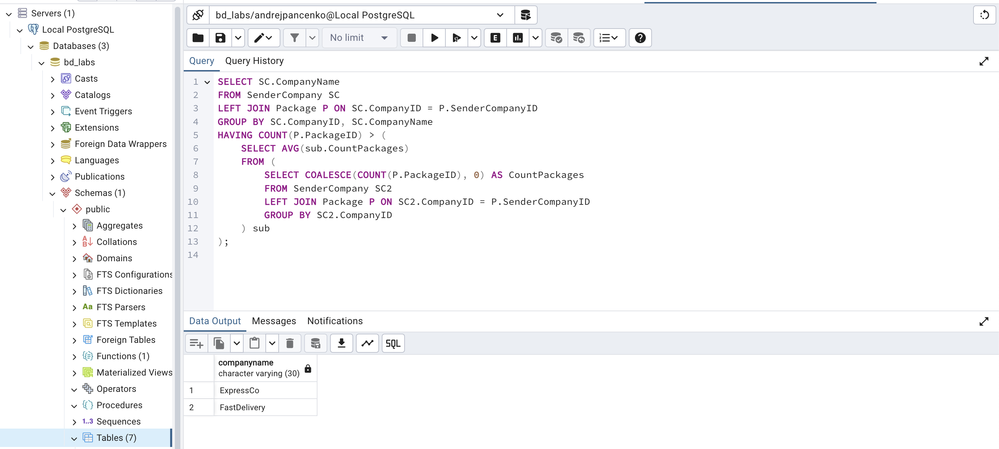 Servers (1)
Local PostgreSQL
Databases (3)
bd_labs
Casts
Catalogs
Event Triggers
Extensions
Foreign Data Wrappers
Languages
Publications
Schemas (1)
public
Aggregates
Collations
Domains
FTS Configurations
FTS Dictionaries
Aa FTS Parsers
FTS Templates
Foreign Tables
Functions (1)
Materialized Views
Operators
Procedures
1..3 Sequences
Tables (7)
bd_labs/andrejpancenko@Local PostgreSQL
No limit
E
Query Query History
1 SELECT SC.CompanyName
2 FROM SenderCompany SC
3 LEFT JOIN Package P ON SC.CompanyID = P.SenderCompanyID
4 GROUP BY SC.CompanyID, SC.CompanyName
5 HAVING COUNT(P.PackageID) > (
6 SELECT AVG(sub.CountPackages)
7 FROM (
8 SELECT COALESCE(COUNT(P.PackageID), 0) AS CountPackages
9 FROM SenderCompany SC2
10 LEFT JOIN Package P ON SC2.CompanyID = P.SenderCompanyID
11 GROUP BY SC2.CompanyID
12 ) sub
13 );
14
Data Output Messages Notifications
SQL
companyname
character varying (30)
1 ExpressCo
2 FastDelivery